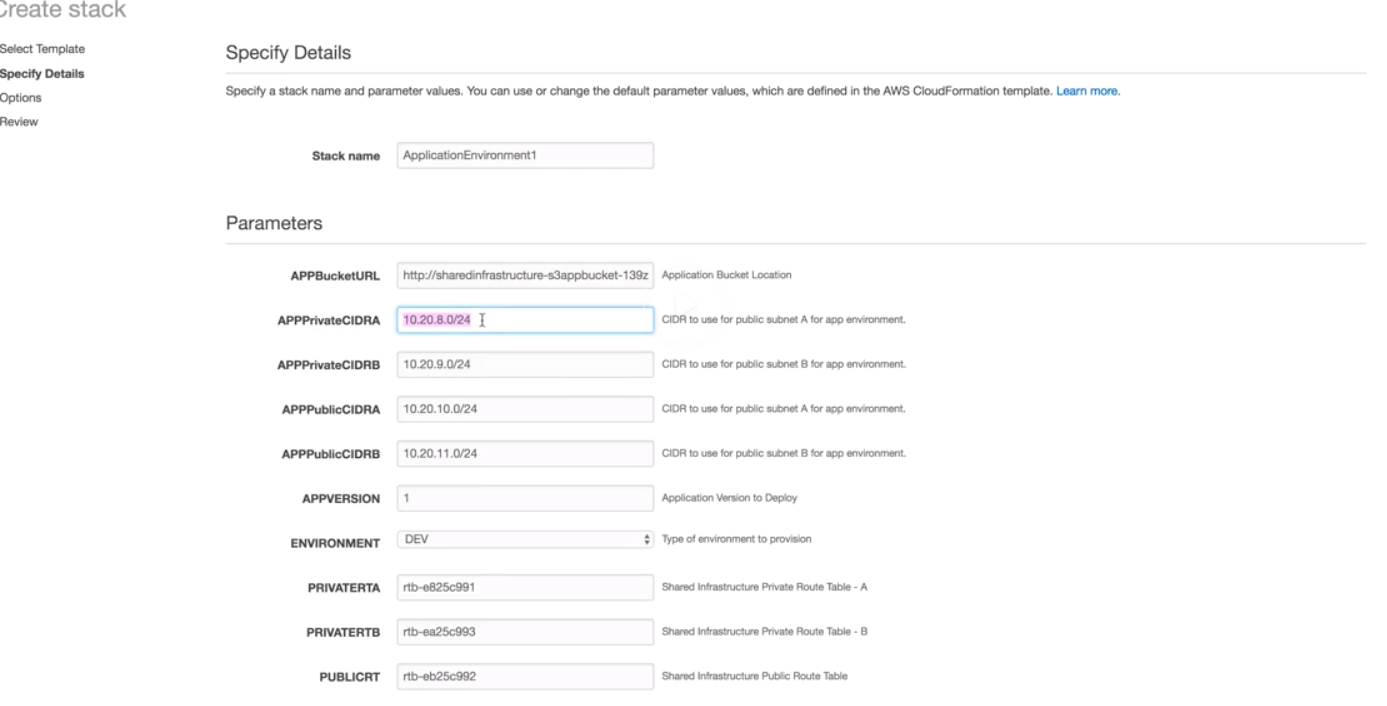 Create stack
Select Template
Specify Details
Options
Review
Specify Details
Specify a stack name and parameter values. You can use or change the default parameter values, which are defined in the AWS CloudFormation template. Learn more.
Stack name ApplicationEnvironment1
Parameters
APPBucketURL http://sharedinfrastructure-s3appbucket-139z Application Bucket Location
APPPrivateCIDRA 10.20.8.0/24 CIDR to use for public subnet A for app environment.
APPPrivateCIDRB 10.20.9.0/24 CIDR to use for public subnet B for app environment.
APPPublicCIDRA 10.20.10.0/24 CIDR to use for public subnet A for app environment.
APPPublicCIDRB 10.20.11.0/24 CIDR to use for public subnet B for app environment.
APPVERSION 1 Application Version to Deploy
ENVIRONMENT DEV Type of environment to provision
PRIVATERTA rtb-e825c991 Shared Infrastructure Private Route Table - A
PRIVATERTB rtb-ea25c993 Shared Infrastructure Private Route Table - B
PUBLICRT rtb-eb25c992 Shared Infrastructure Public Route Table